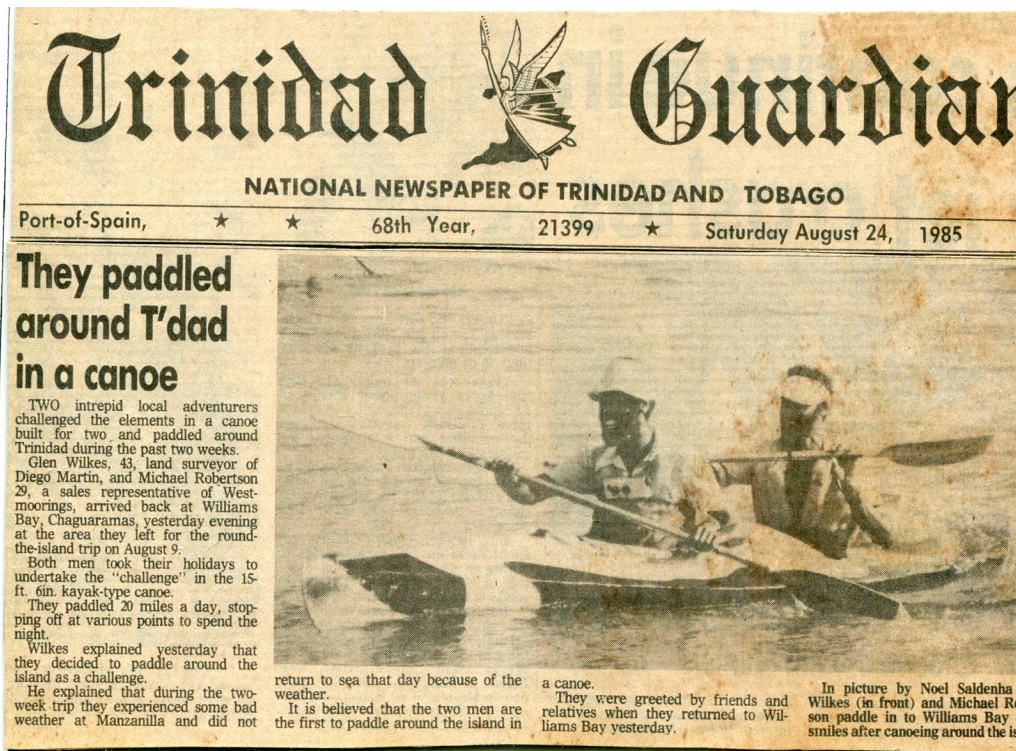 Trinidad Guardian
NATIONAL NEWSPAPER OF TRINIDAD AND TOBAGO
Port-of-Spain, ★ ★ 68th Year, 21399 ★ Saturday August 24, 1985
They paddled
around T'dad
in a canoe
TWO intrepid local adventurers
challenged the elements in a canoe
built for two and paddled around
Trinidad during the past two weeks.
Glen Wilkes, 43, land surveyor of
Diego Martin, and Michael Robertson
29, a sales representative of West-
moorings, arrived back at Williams
Bay, Chaguaramas, yesterday evening
at the area they left for the round-
the-island trip on August 9.
Both men took their holidays to
undertake the "challenge" in the 15-
ft. 6in. kayak-type canoe.
They paddled 20 miles a day, stop-
ping off at various points to spend the
night.
Wilkes explained yesterday that
they decided to paddle around the
island as a challenge.
He explained that during the two-
week trip they experienced some bad
weather at Manzanilla and did not
return to sea that day because of the
weather.
It is believed that the two men are
the first to paddle around the island in
a canoe.
They were greeted by friends and
relatives when they returned to Wil-
liams Bay yesterday.
In picture by Noel Saldenha
Wilkes (in front) and Michael Ro
son paddle in to Williams Bay
smiles after canoeing around the is